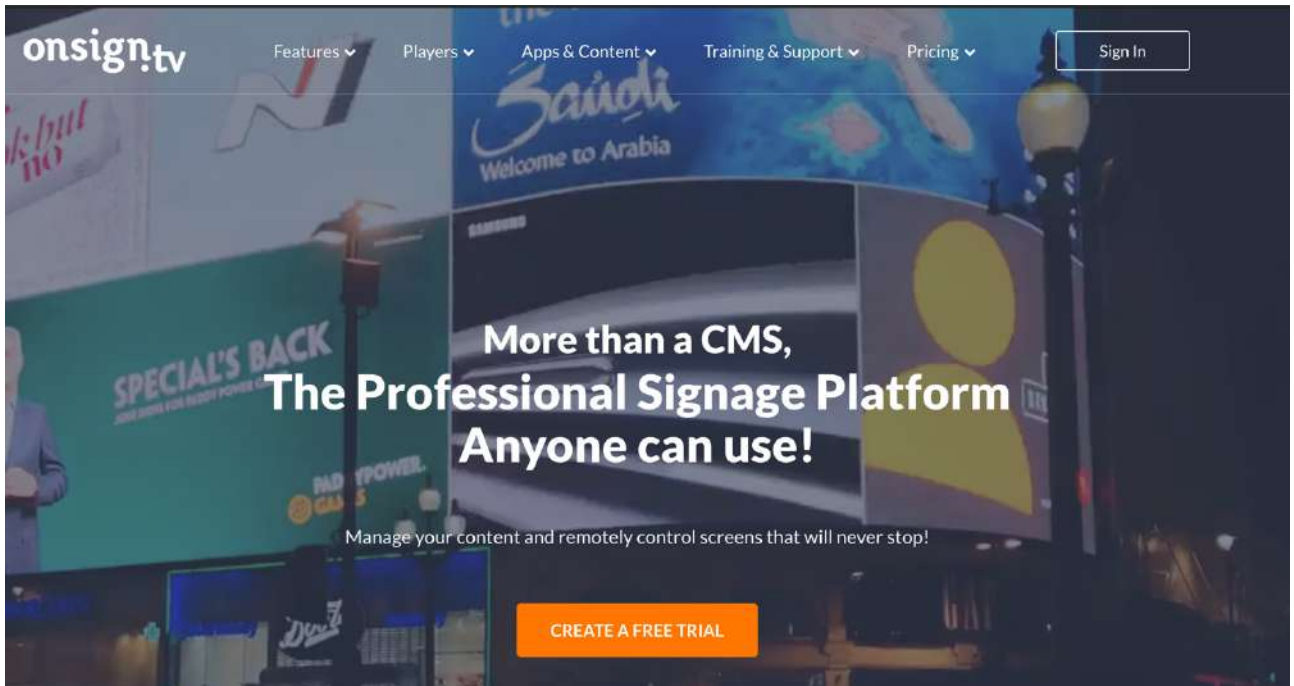 onsign.tv
Features
Players
Apps & Content
Training & Support
Pricing
Sign In
but
no
Saudi
Welcome to Arabia
SAMSUNG
SPECIAL'S BACK
PADDYPOWER.
GAMES
More than a CMS,
The Professional Signage Platform
Anyone can use!
Manage your content and remotely control screens that will never stop!
CREATE A FREE TRIAL